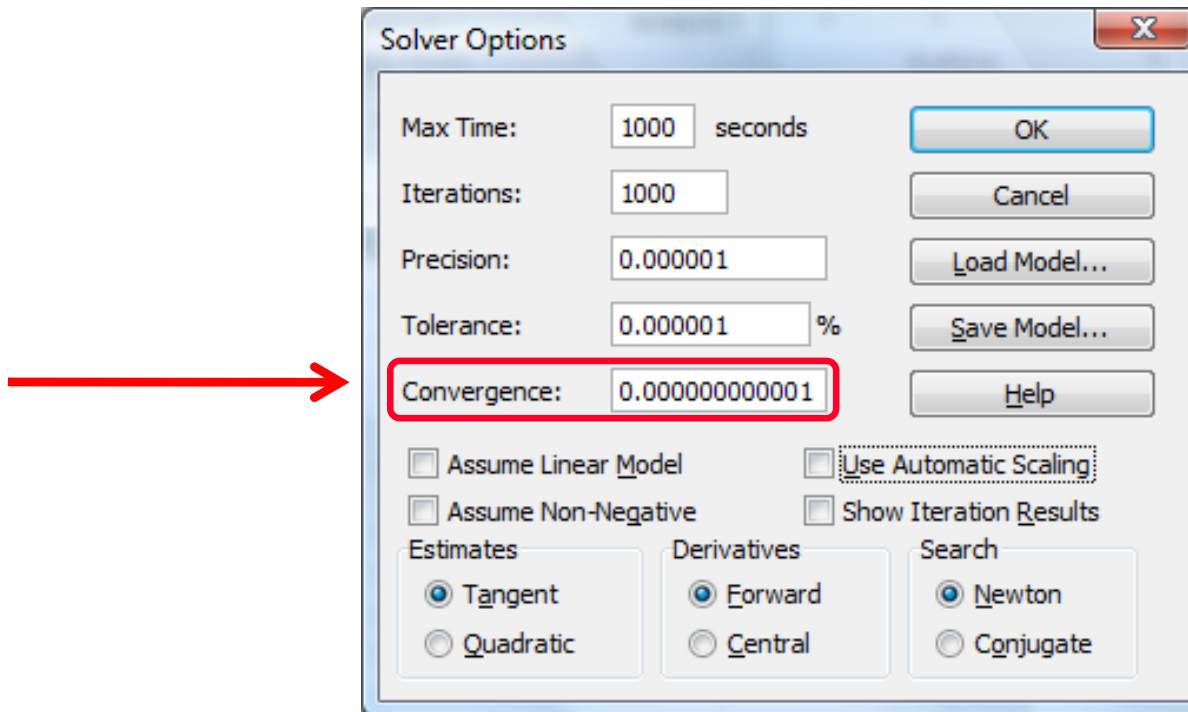 Solver Options
Max Time: 1000 seconds OK
Iterations: 1000 Cancel
Precision: 0.000001 Load Model...
Tolerance: 0.000001 % Save Model...
Convergence: 0.000000000001 Help
Assume Linear Model Use Automatic Scaling
Assume Non-Negative Show Iteration Results
Estimates Derivatives Search
Tangent Forward Newton
Quadratic Central Conjugate